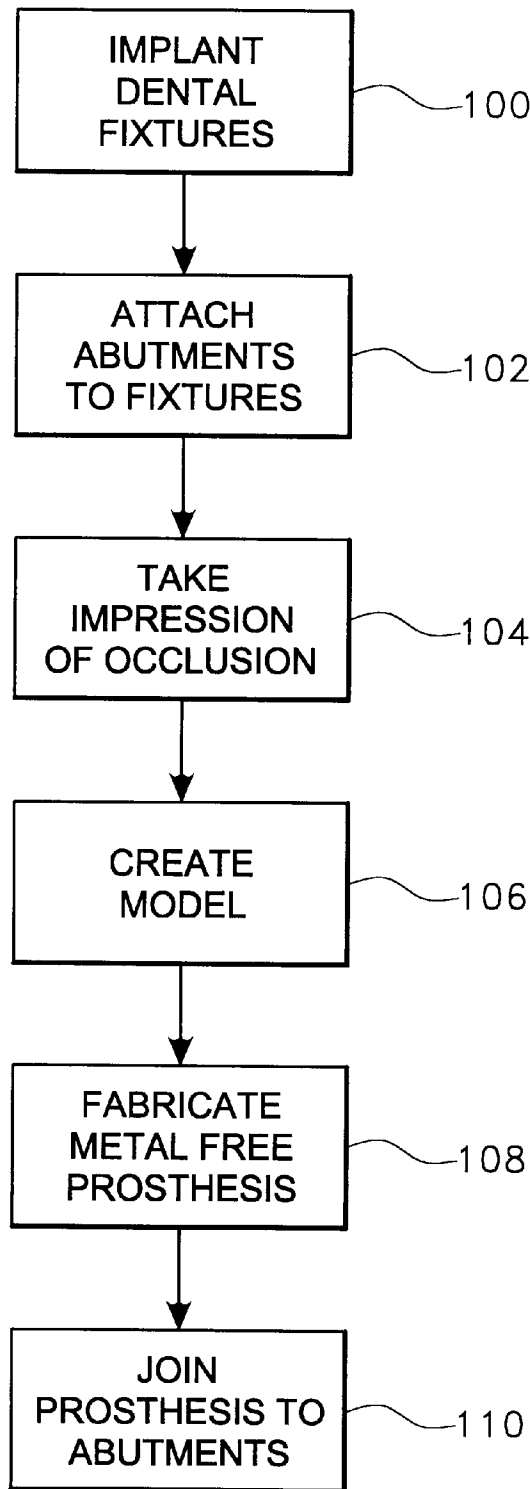 IMPLANT
DENTAL
FIXTURES
100
ATTACH
ABUTMENTS
TO FIXTURES
102
TAKE
IMPRESSION
OF OCCLUSION
104
CREATE
MODEL
106
FABRICATE
METAL FREE
PROSTHESIS
108
JOIN
PROSTHESIS TO
ABUTMENTS
110